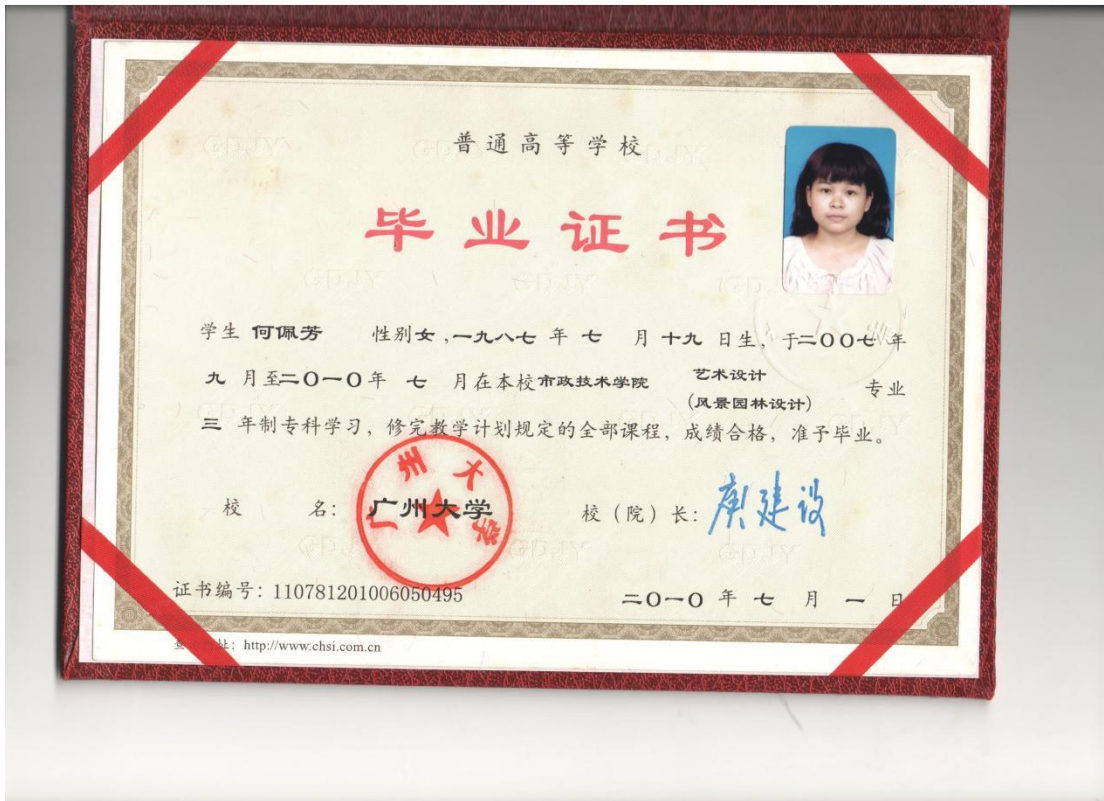 普通高等学校
毕业证书
学生 何佩芳 性别女,一九八七 年 七 月 十九 日生, 于二〇〇七 年
九 月至二〇一〇年 七 月在本校市政技术学院 艺术设计 (风景园林设计) 专业
三 年制专科学习, 修完教学计划规定的全部课程, 成绩合格, 准予毕业。
校 名: 广州大学 校 (院) 长: 庾建设
广州大学
证书编号: 110781201006050495 二〇一〇 年 七 月 一 日
http://www.chsi.com.cn